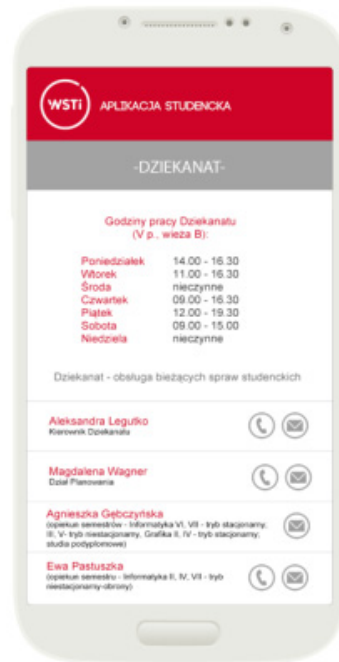 WSTi
APLIKACJA STUDENCKA
-DZIEKANAT-
Godziny pracy Dziekanatu
(V p., wieża B):
Poniedziałek 14.00 - 16.30
Wtorek 11.00 - 16.30
Środa nieczynne
Czwartek 09.00 - 16.30
Piątek 12.00 - 19.30
Sobota 09.00 - 15.00
Niedziela nieczynne
Dziekanat - obsługa bieżących spraw studenckich
Aleksandra Legutko
Kierownik Dziekanatu
Magdalena Wagner
Dział Planowania
Agnieszka Gębczyńska
(opiekun semestrów - Informatyka VI, VII - tryb stacjonarny;
III, V- tryb niestacjonarny, Grafika II, IV - tryb stacjonarny;
studia podyplomowe)
Ewa Pastuszka
(opiekun semestru - Informatyka II, IV, VII - tryb
niestacjonarny-obrony)